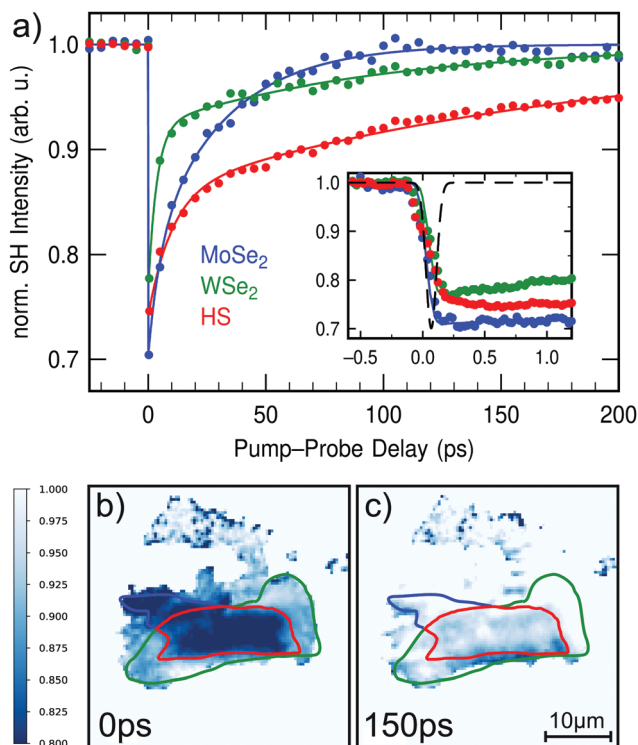 a)
norm. SH Intensity (arb. u.)
1.0
0.9
0.8
0.7
MoSe₂
WSe₂
HS
1.0
0.9
0.8
0.7
−0.5 0.0 0.5 1.0
0 50 100 150 200
Pump–Probe Delay (ps)
1.000
0.975
0.950
0.925
0.900
0.875
0.850
0.825
0.800
b)
0ps
c)
150ps
10µm